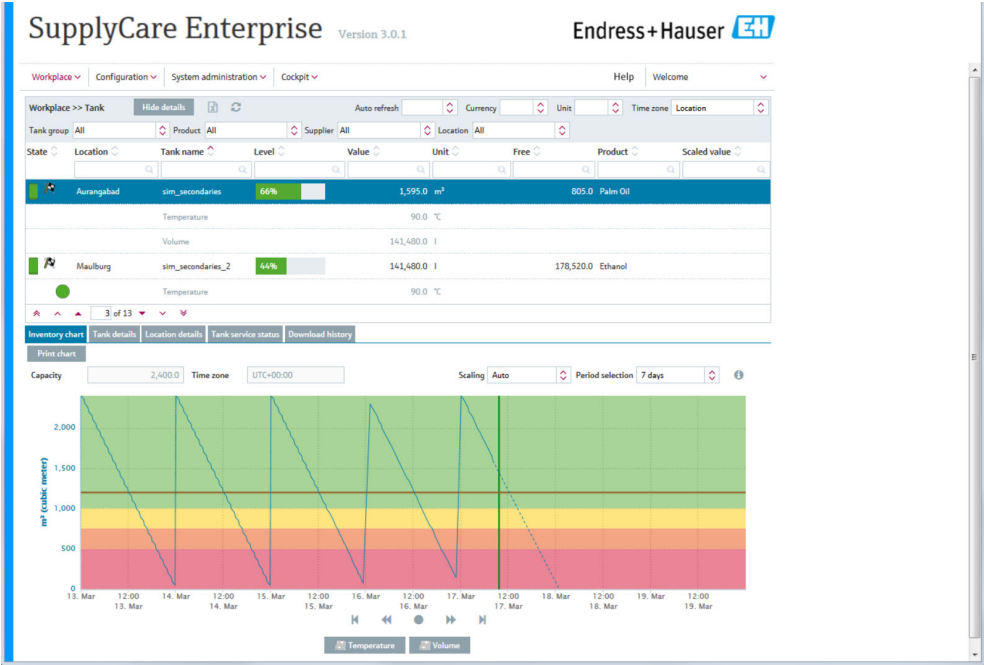 SupplyCare Enterprise Version 3.0.1
Endress+Hauser EH
Workplace Configuration System administration Cockpit Help Welcome
Workplace >> Tank Hide details Auto refresh Currency Unit Time zone Location
Tank group All Product All Supplier All Location All
State Location Tank name Level Value Unit Free Product Scaled value
Aurangabad sim_secondaries 66% 1,595.0 m³ 805.0 Palm Oil
Temperature 90.0 °C
Volume 141,480.0 l
Maulburg sim_secondaries_2 44% 141,480.0 l 178,520.0 Ethanol
Temperature 90.0 °C
3 of 13
Inventory chart Tank details Location details Tank service status Download history
Print chart
Capacity 2,400.0 Time zone UTC+00:00 Scaling Auto Period selection 7 days
m³ (cubic meter)
2,000
1,500
1,000
500
0
13. Mar 12:00 14. Mar 12:00 15. Mar 12:00 16. Mar 12:00 17. Mar 12:00 18. Mar 12:00 19. Mar 12:00
13. Mar 14. Mar 15. Mar 16. Mar 17. Mar 18. Mar 19. Mar
Temperature Volume